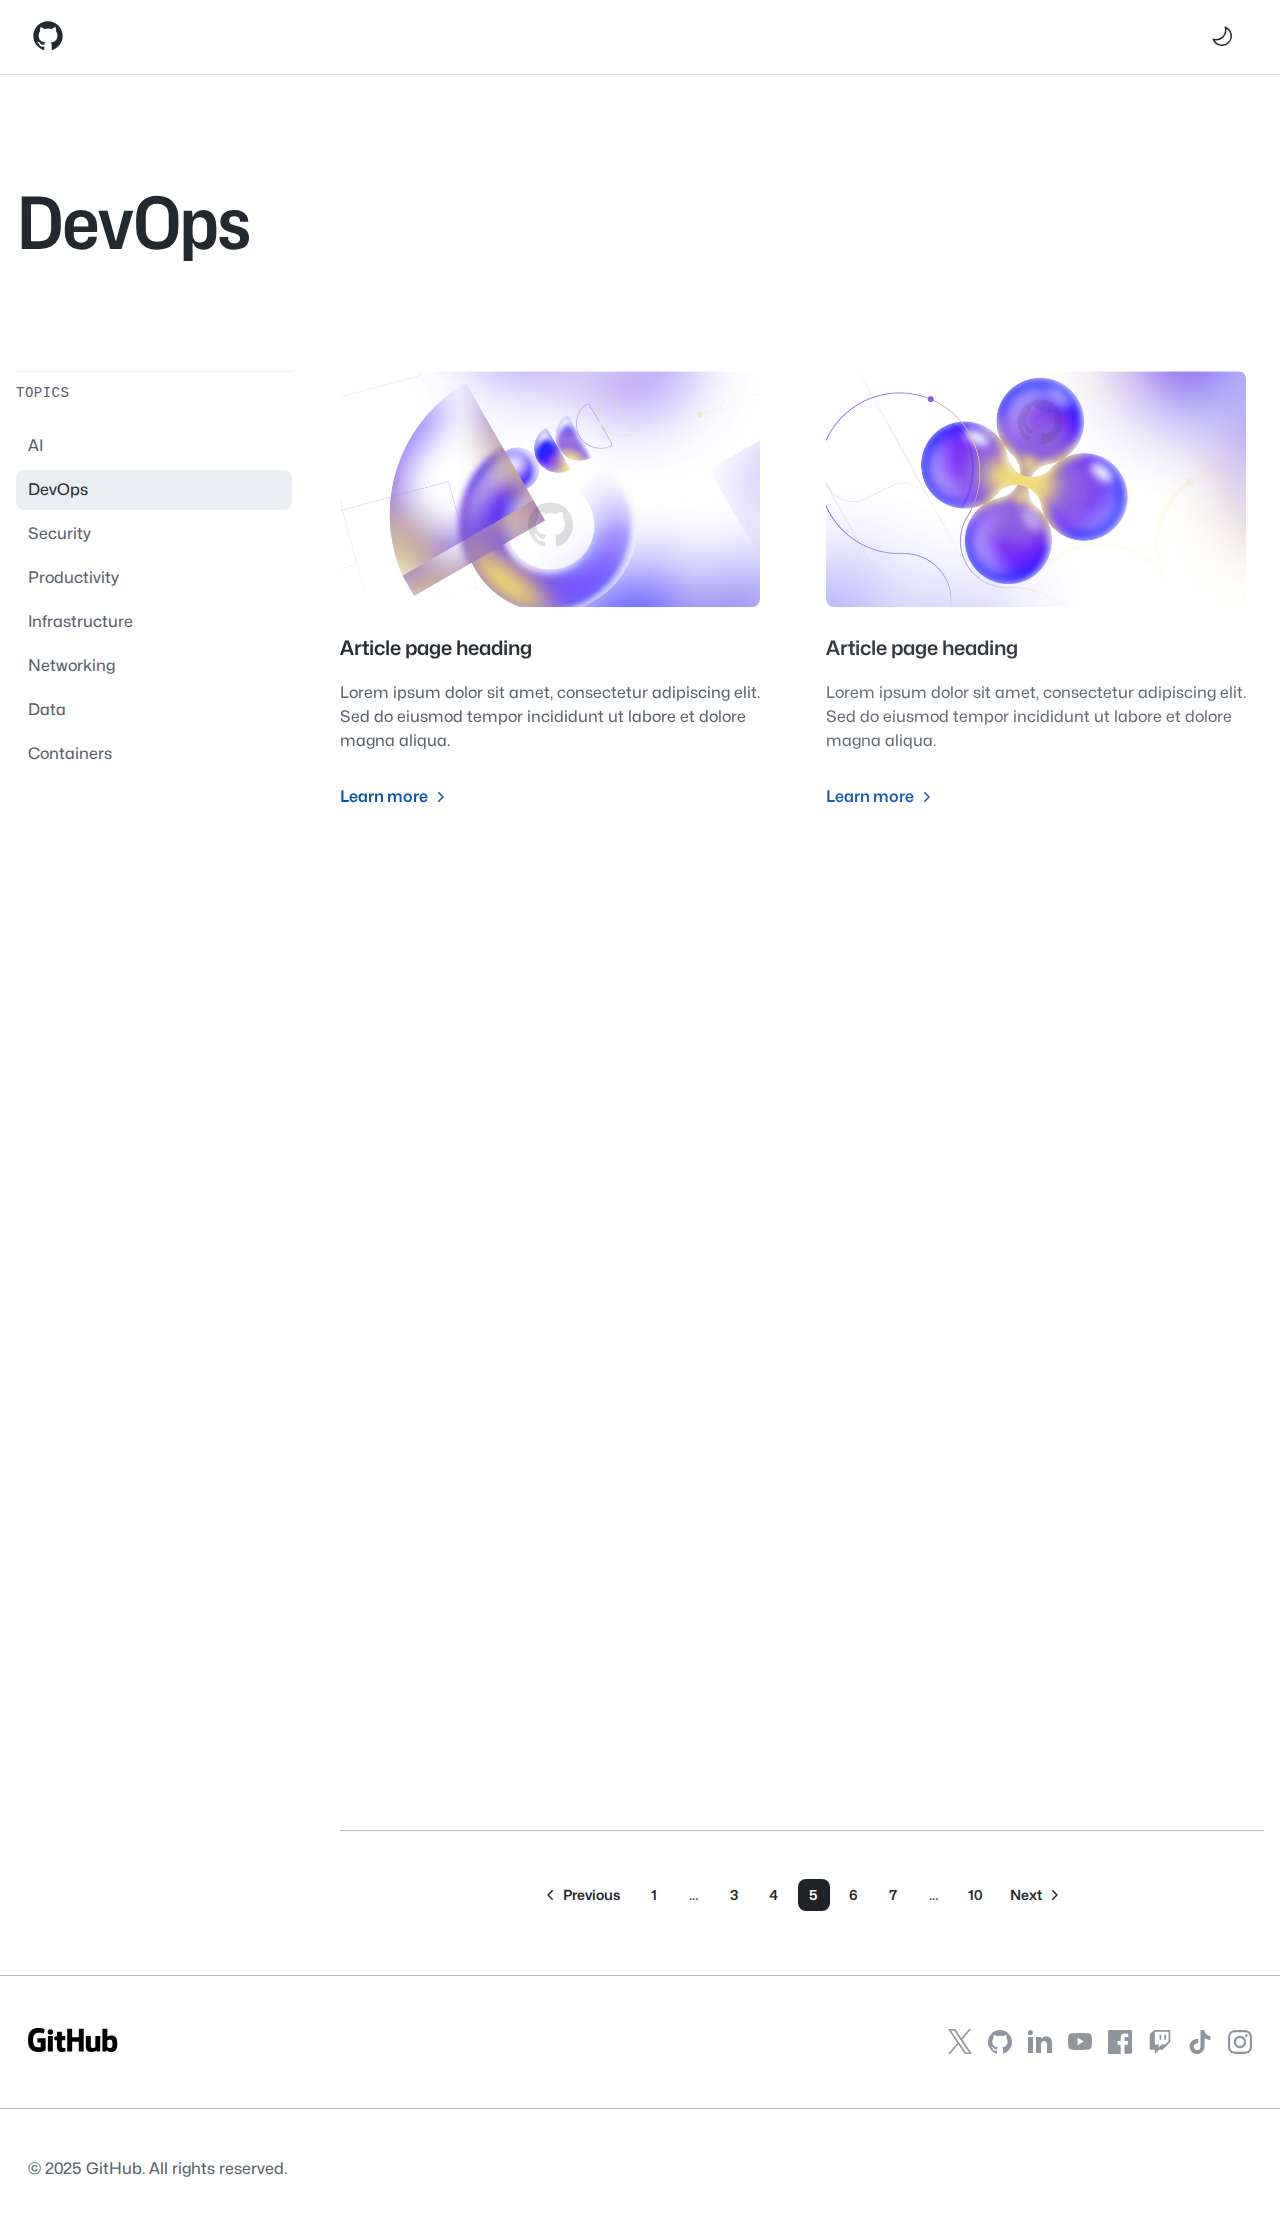 DevOps
TOPICS
AI
DevOps
Security
Productivity
Infrastructure
Networking
Data
Containers
Article page heading
Lorem ipsum dolor sit amet, consectetur adipiscing elit.
Sed do eiusmod tempor incididunt ut labore et dolore
magna aliqua.
Learn more
Article page heading
Lorem ipsum dolor sit amet, consectetur adipiscing elit.
Sed do eiusmod tempor incididunt ut labore et dolore
magna aliqua.
Learn more
Previous 1 … 3 4 5 6 7 … 10 Next
GitHub
© 2025 GitHub. All rights reserved.